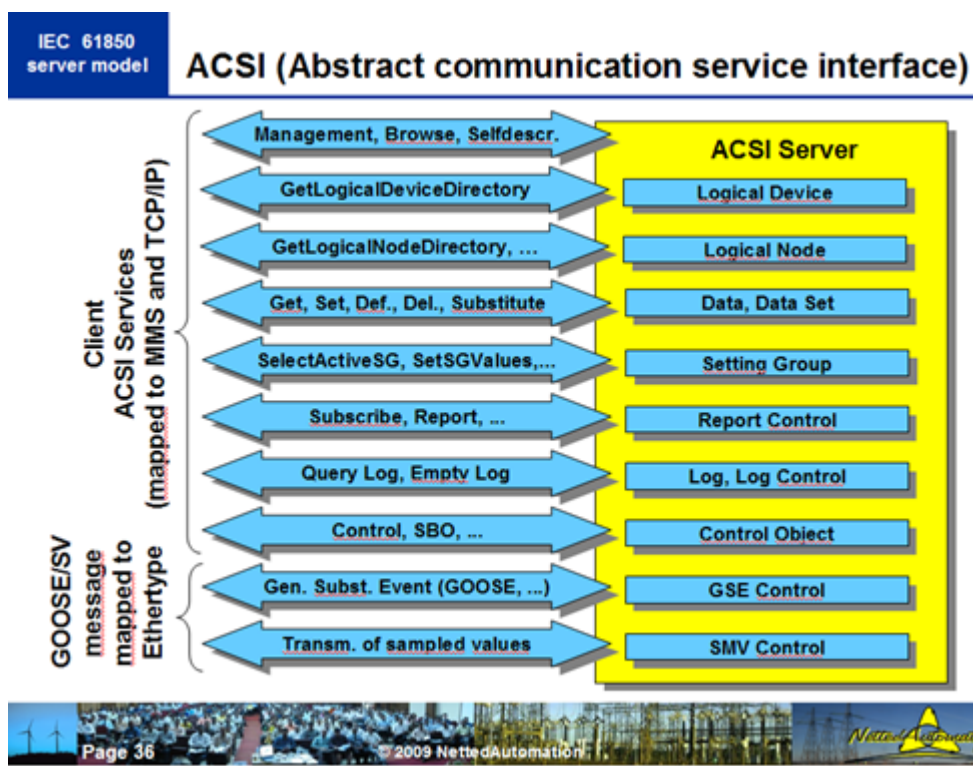 IEC 61850
server model
ACSI (Abstract communication service interface)
Client
ACSI Services
(mapped to MMS and TCP/IP)
GOOSE/SV
message
mapped to
Ethertype
Management, Browse, Selfdescr.
ACSI Server
GetLogicalDeviceDirectory
Logical Device
GetLogicalNodeDirectory, ...
Logical Node
Get, Set, Def., Del., Substitute
Data, Data Set
SelectActiveSG, SetSGValues,...
Setting Group
Subscribe, Report, ...
Report Control
Query Log, Empty Log
Log, Log Control
Control, SBO, ...
Control Object
Gen. Subst. Event (GOOSE, ...)
GSE Control
Transm. of sampled values
SMV Control
Page 36
© 2009 NettedAutomation